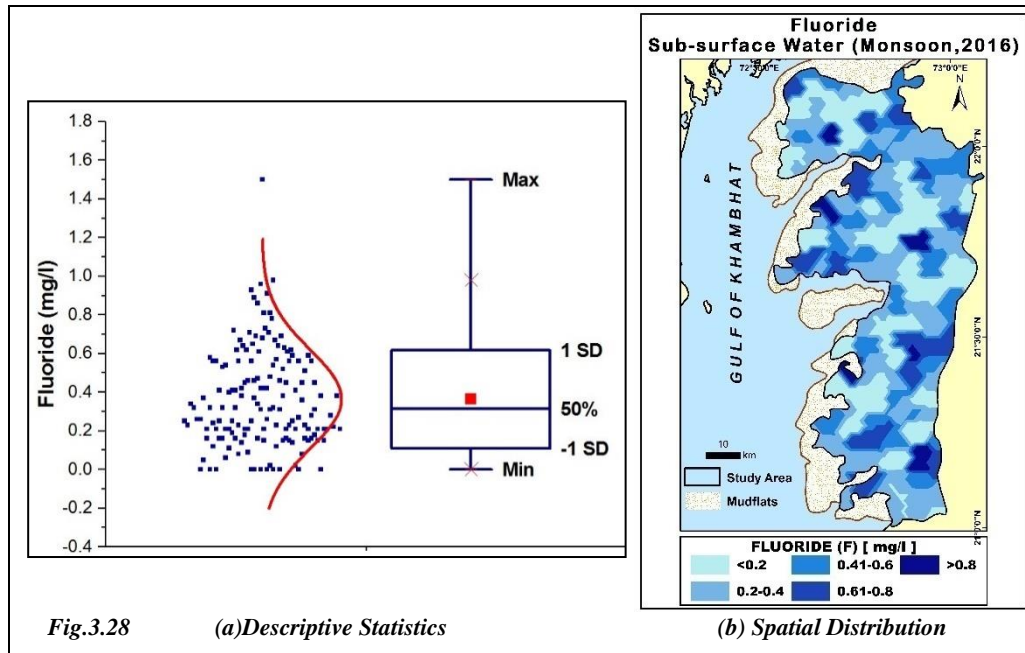 Fluoride
Sub-surface Water (Monsoon,2016)
72°30'0"E
73°0'0"E
N
22°0'0"N
21°30'0"N
21°0'0"N
GULF OF KHAMBHAT
10
km
Study Area
Mudflats
FLUORIDE (F) [ mg/l ]
<0.2 0.41-0.6 >0.8
0.2-0.4 0.61-0.8
Fluoride (mg/l)
1.8
1.6
1.4
1.2
1.0
0.8
0.6
0.4
0.2
0.0
-0.2
-0.4
Max
1 SD
50%
-1 SD
Min
Fig.3.28 (a)Descriptive Statistics (b) Spatial Distribution